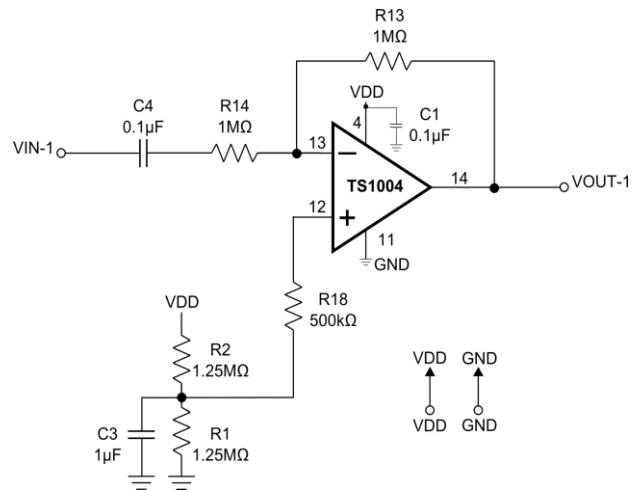 R13
1MΩ
VDD
C4
0.1µF
R14
1MΩ
4
C1
0.1µF
VIN-1
13
TS1004
14
VOUT-1
12
11
GND
VDD
R18
500kΩ
R2
1.25MΩ
VDD GND
C3
1µF
R1
1.25MΩ
VDD GND